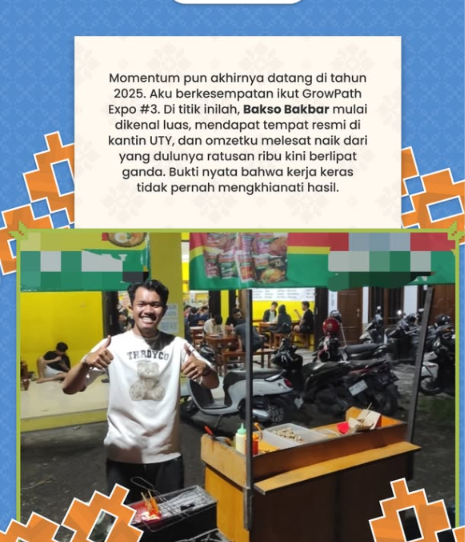 Momentum pun akhirnya datang di tahun
2025. Aku berkesempatan ikut GrowPath
Expo #3. Di titik inilah, Bakso Bakbar mulai
dikenal luas, mendapat tempat resmi di
kantin UTY, dan omzetku melesat naik dari
yang dulunya ratusan ribu kini berlipat
ganda. Bukti nyata bahwa kerja keras
tidak pernah mengkhianati hasil.
THRDYCO